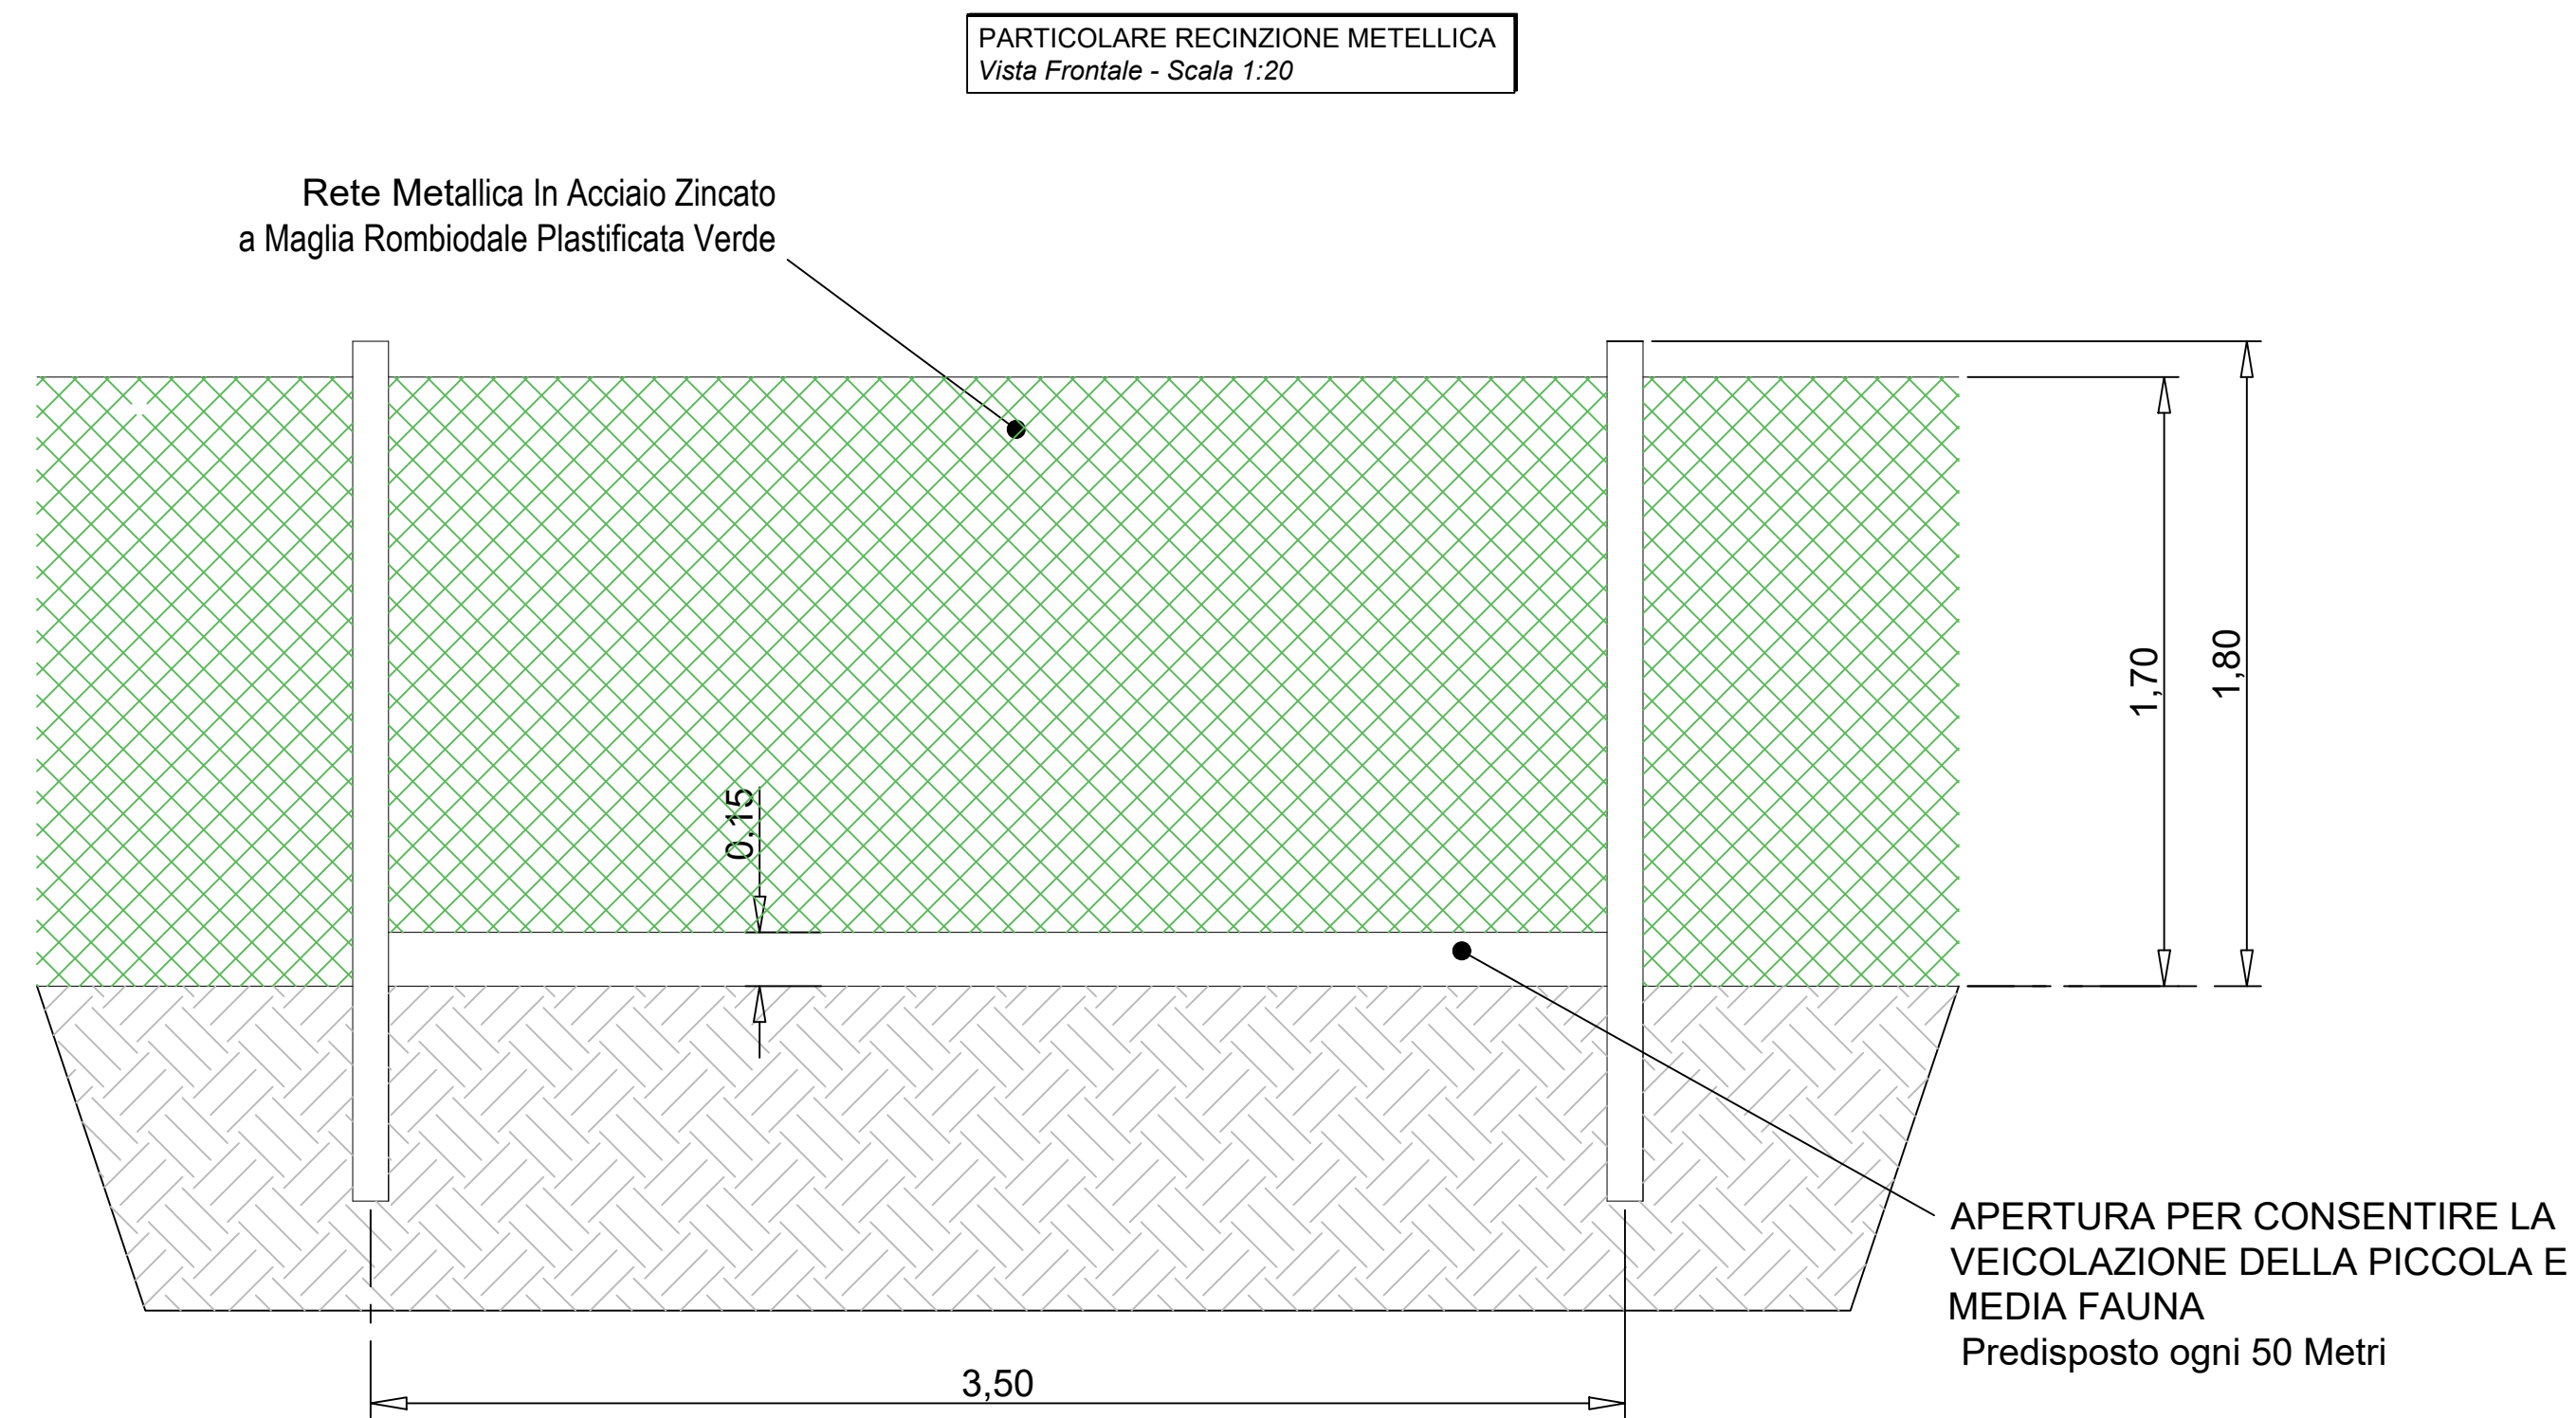 PARTICOLARE RECINZIONE METELLICA
Vista Frontale - Scala 1:20
Rete Metallica In Acciaio Zincato
a Maglia Rombiodale Plastificata Verde
1,70
1,80
0,15
APERTURA PER CONSENTIRE LA
VEICOLAZIONE DELLA PICCOLA E
MEDIA FAUNA
Predisposto ogni 50 Metri
3,50